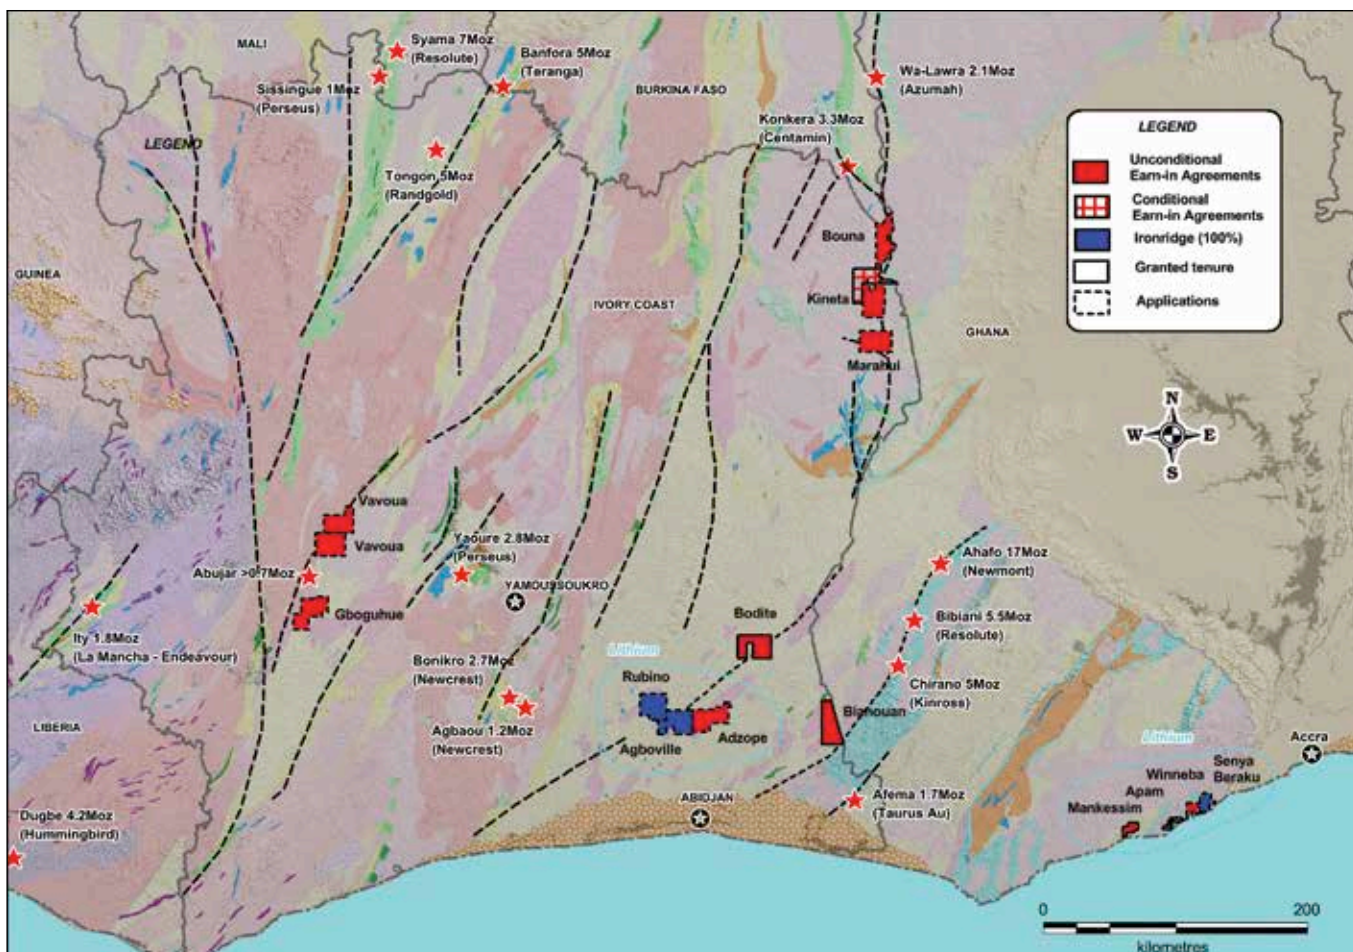 MALI
Syama 7Moz
(Resolute)
Banfora 5Moz
(Teranga)
Sissingue 1Moz
(Perseus)
BURKINA FASO
Wa-Lawra 2.1Moz
(Azumah)
Konkera 3.3Moz
(Centamin)
LEGEND
Tongon 5Moz
(Randgold)
LEGEND
Unconditional
Earn-in Agreements
Conditional
Earn-in Agreements
Ironridge (100%)
Granted tenure
Applications
Bouna
GUINEA
IVORY COAST
Kineta
GHANA
Marahui
N
W
E
S
Vavoua
Vavoua
Yaoure 2.8Moz
(Perseus)
Abujar >0.7Moz
YAMOUSSOUKRO
Gboguhue
Ahafo 17Moz
(Newmont)
Bodite
Bibiani 5.5Moz
(Resolute)
Ity 1.8Moz
(La Mancha - Endeavour)
Lithium
Bonikro 2.7Moz
(Newcrest)
Rubino
Chirano 5Moz
(Kinross)
LIBERIA
Agbaou 1.2Moz
(Newcrest)
Agboville
Adzope
Bianouan
Lithium
Accra
Senya
Beraku
Winneba
Apam
Mankessim
ABIDJAN
Afema 1.7Moz
(Taurus Au)
Dugbe 4.2Moz
(Hummingbird)
0
200
kilometres